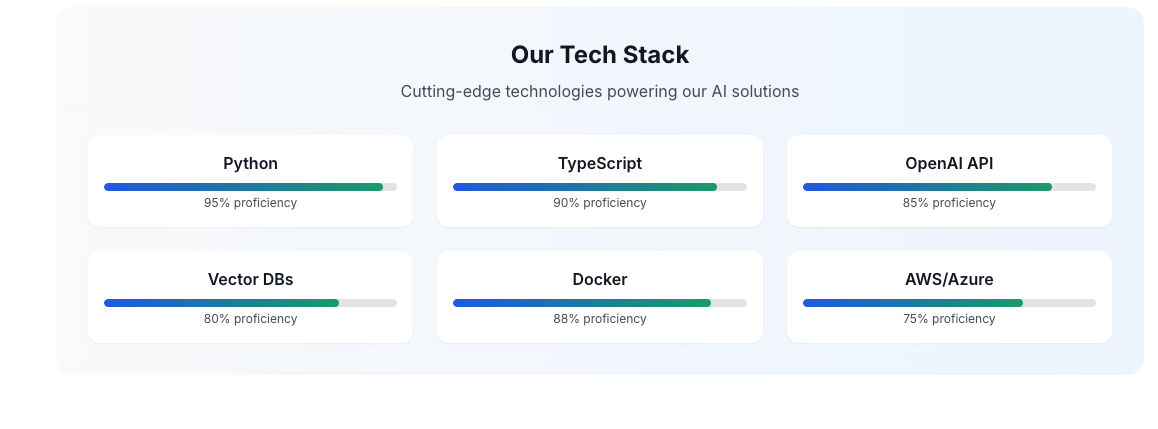 Our Tech Stack
Cutting-edge technologies powering our AI solutions
Python
95% proficiency
TypeScript
90% proficiency
OpenAI API
85% proficiency
Vector DBs
80% proficiency
Docker
88% proficiency
AWS/Azure
75% proficiency